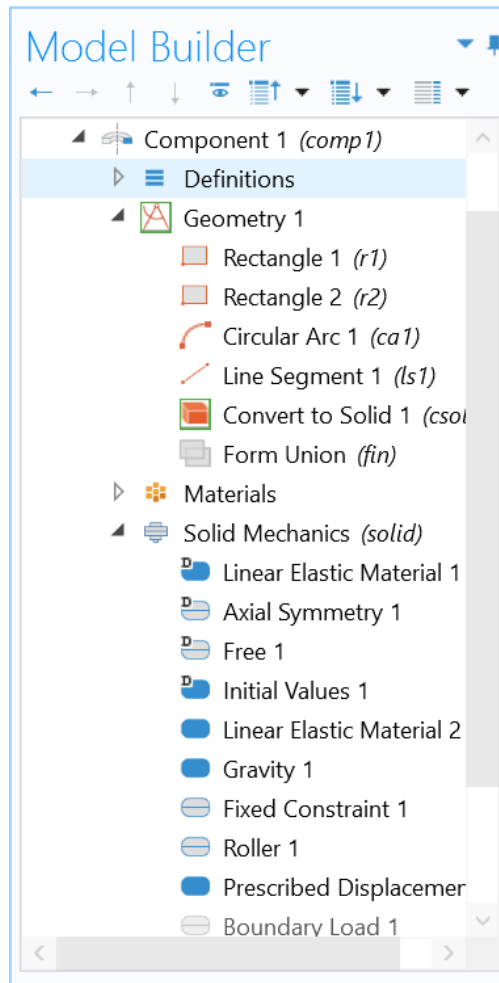 Model Builder
Component 1 (comp1)
Definitions
Geometry 1
Rectangle 1 (r1)
Rectangle 2 (r2)
Circular Arc 1 (ca1)
Line Segment 1 (ls1)
Convert to Solid 1 (csol
Form Union (fin)
Materials
Solid Mechanics (solid)
D Linear Elastic Material 1
D Axial Symmetry 1
D Free 1
D Initial Values 1
Linear Elastic Material 2
Gravity 1
Fixed Constraint 1
Roller 1
Prescribed Displacemen
Boundary Load 1